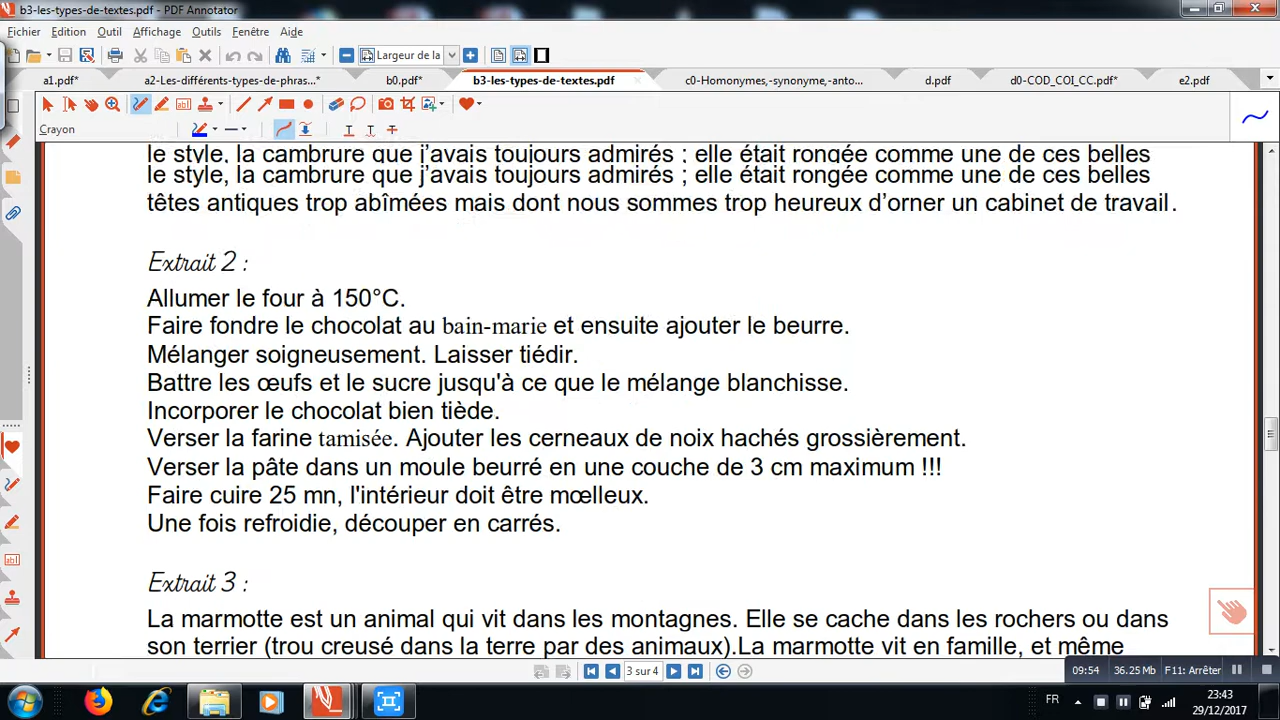 b3-les-types-de-textes.pdf - PDF Annotator
Fichier Edition Outil Affichage Outils Fenêtre Aide
Largeur de la
a1.pdf* a2-Les-différents-types-de-phras...* b0.pdf* b3-les-types-de-textes.pdf c0-Homonymes,-synonyme,-anto... d.pdf d0-COD_COI_CC.pdf* e2.pdf
Crayon
le style, la cambrure que j’avais toujours admirés ; elle était rongée comme une de ces belles
le style, la cambrure que j’avais toujours admirés ; elle était rongée comme une de ces belles
têtes antiques trop abîmées mais dont nous sommes trop heureux d’orner un cabinet de travail.
Extrait 2 :
Allumer le four à 150°C.
Faire fondre le chocolat au bain-marie et ensuite ajouter le beurre.
Mélanger soigneusement. Laisser tiédir.
Battre les œufs et le sucre jusqu'à ce que le mélange blanchisse.
Incorporer le chocolat bien tiède.
Verser la farine tamisée. Ajouter les cerneaux de noix hachés grossièrement.
Verser la pâte dans un moule beurré en une couche de 3 cm maximum !!!
Faire cuire 25 mn, l'intérieur doit être mœlleux.
Une fois refroidie, découper en carrés.
Extrait 3 :
La marmotte est un animal qui vit dans les montagnes. Elle se cache dans les rochers ou dans
son terrier (trou creusé dans la terre par des animaux).La marmotte vit en famille, et même
3 sur 4
09:54 36.25 Mb F11: Arrêter
FR
23:43
29/12/2017